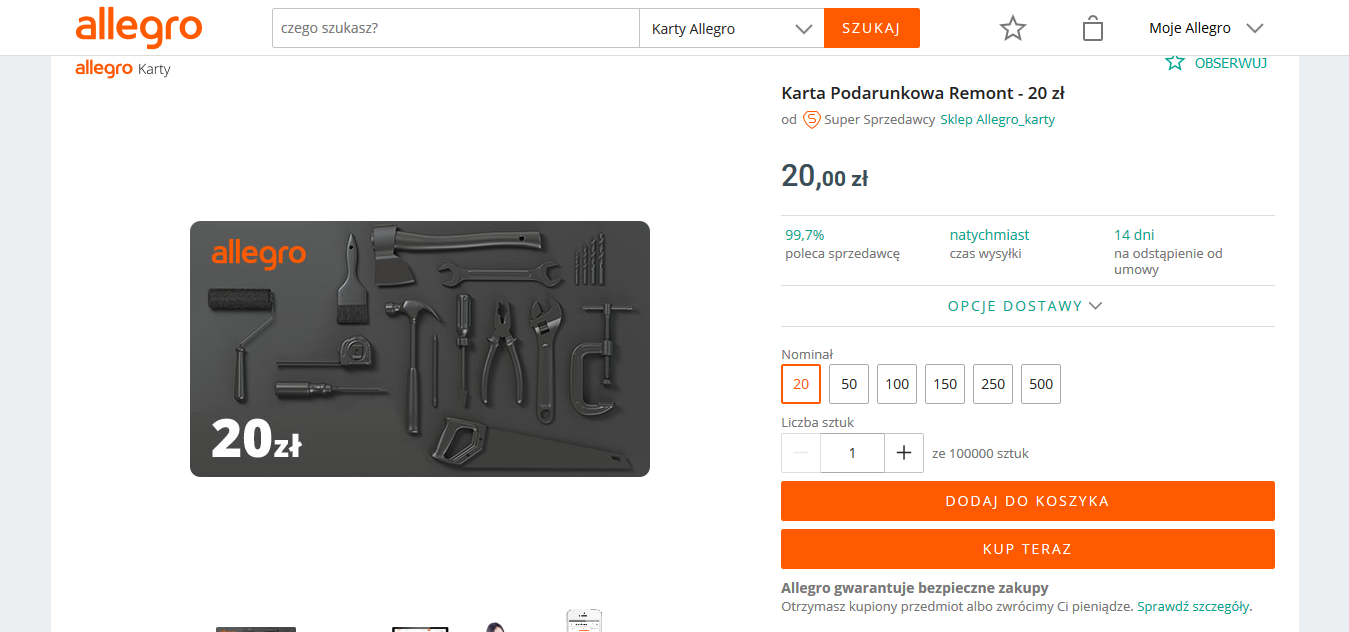 allegro
czego szukasz?
Karty Allegro
SZUKAJ
Moje Allegro
allegro Karty
OBSERWUJ
Karta Podarunkowa Remont - 20 zł
od S Super Sprzedawcy Sklep Allegro_karty
20,00 zł
99,7%
poleca sprzedawcę
natychmiast
czas wysyłki
14 dni
na odstąpienie od
umowy
OPCJE DOSTAWY
allegro
20zł
Nominał
20 50 100 150 250 500
Liczba sztuk
— 1 + ze 100000 sztuk
DODAJ DO KOSZYKA
KUP TERAZ
Allegro gwarantuje bezpieczne zakupy
Otrzymasz kupiony przedmiot albo zwrócimy Ci pieniądze. Sprawdź szczegóły.